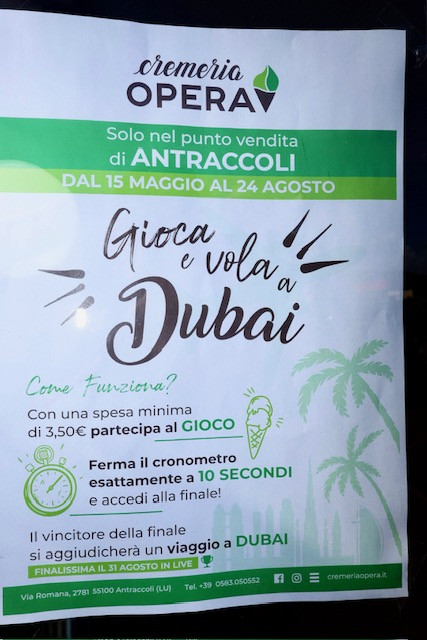 cremeria
OPERA
Solo nel punto vendita
di ANTRACCOLI
DAL 15 MAGGIO AL 24 AGOSTO
Gioca
e vola a
Dubai
Come Funziona?
Con una spesa minima
di 3,50€ partecipa al GIOCO
Ferma il cronometro
esattamente a 10 SECONDI
e accedi alla finale!
Il vincitore della finale
si aggiudicherà un viaggio a DUBAI
FINALISSIMA IL 31 AGOSTO IN LIVE
Via Romana, 2781 55100 Antraccoli (LU) Tel. +39 0583.050552 cremeriaopera.it